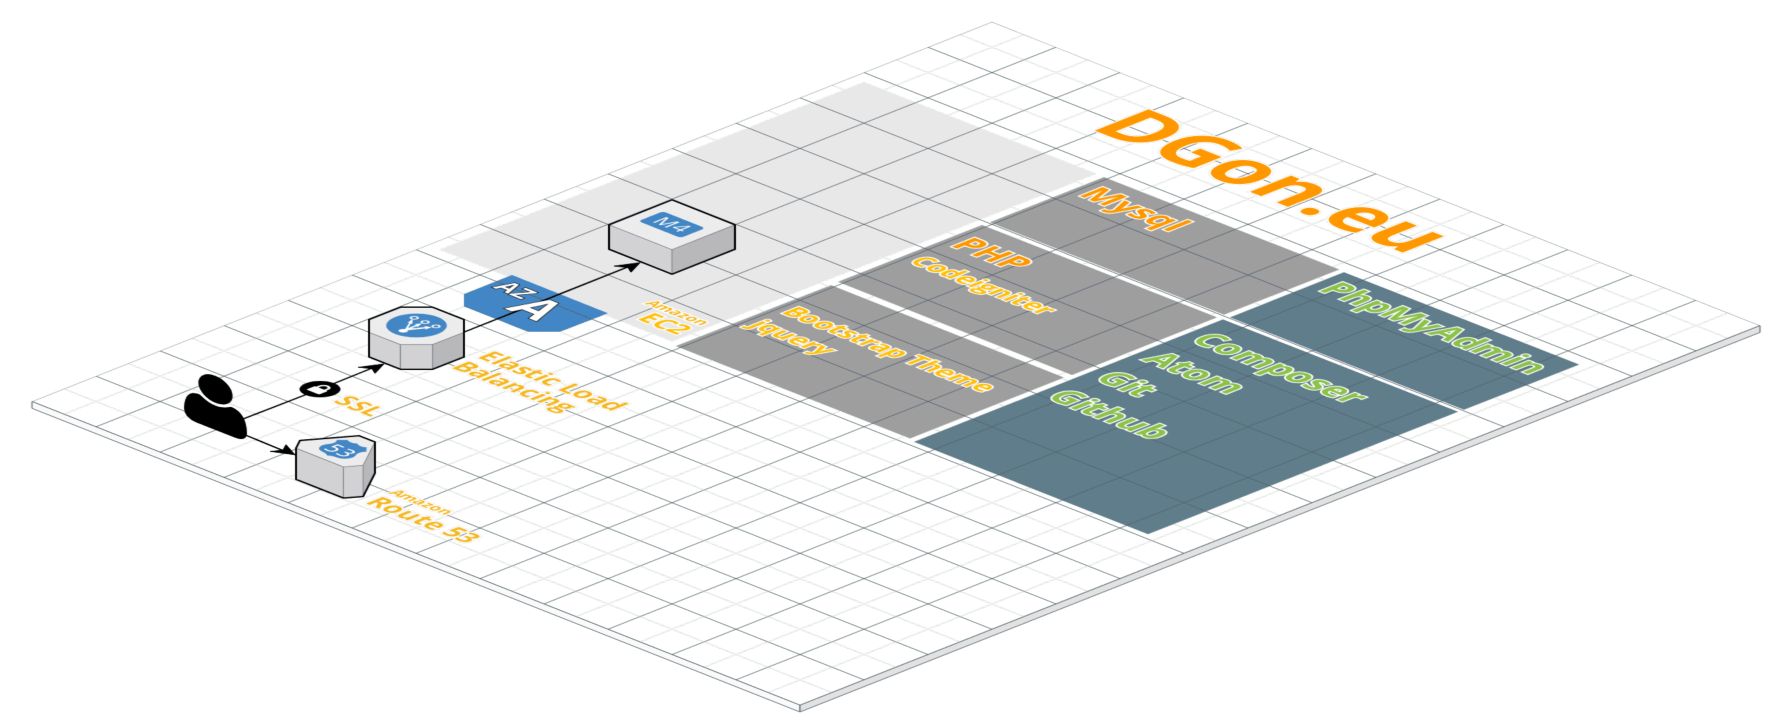 DGon.eu
Mysql
PHP
Codeigniter
Bootstrap Theme
jquery
PhpMyAdmin
Composer
Atom
Git
Github
M4
AZ
A
Amazon
EC2
Elastic Load
Balancing
SSL
53
Amazon
Route 53